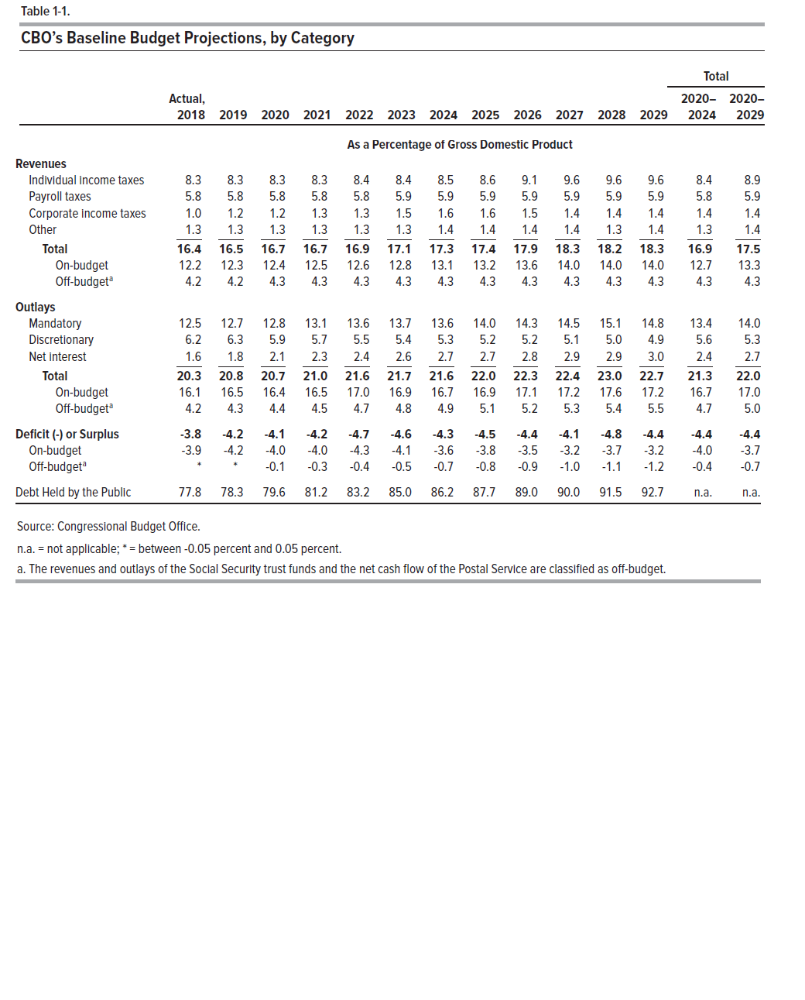 Table 1-1.
CBO's Baseline Budget Projections, by Category
Total
Actual, 2020– 2020–
2018 2019 2020 2021 2022 2023 2024 2025 2026 2027 2028 2029 2024 2029
As a Percentage of Gross Domestic Product
Revenues
Individual income taxes 8.3 8.3 8.3 8.3 8.4 8.4 8.5 8.6 9.1 9.6 9.6 9.6 8.4 8.9
Payroll taxes 5.8 5.8 5.8 5.8 5.8 5.9 5.9 5.9 5.9 5.9 5.9 5.9 5.8 5.9
Corporate income taxes 1.0 1.2 1.2 1.3 1.3 1.5 1.6 1.6 1.5 1.4 1.4 1.4 1.4 1.4
Other 1.3 1.3 1.3 1.3 1.3 1.3 1.4 1.4 1.4 1.4 1.3 1.4 1.3 1.4
Total 16.4 16.5 16.7 16.7 16.9 17.1 17.3 17.4 17.9 18.3 18.2 18.3 16.9 17.5
On-budget 12.2 12.3 12.4 12.5 12.6 12.8 13.1 13.2 13.6 14.0 14.0 14.0 12.7 13.3
Off-budgetᵃ 4.2 4.2 4.3 4.3 4.3 4.3 4.3 4.3 4.3 4.3 4.3 4.3 4.3 4.3
Outlays
Mandatory 12.5 12.7 12.8 13.1 13.6 13.7 13.6 14.0 14.3 14.5 15.1 14.8 13.4 14.0
Discretionary 6.2 6.3 5.9 5.7 5.5 5.4 5.3 5.2 5.2 5.1 5.0 4.9 5.6 5.3
Net interest 1.6 1.8 2.1 2.3 2.4 2.6 2.7 2.7 2.8 2.9 2.9 3.0 2.4 2.7
Total 20.3 20.8 20.7 21.0 21.6 21.7 21.6 22.0 22.3 22.4 23.0 22.7 21.3 22.0
On-budget 16.1 16.5 16.4 16.5 17.0 16.9 16.7 16.9 17.1 17.2 17.6 17.2 16.7 17.0
Off-budgetᵃ 4.2 4.3 4.4 4.5 4.7 4.8 4.9 5.1 5.2 5.3 5.4 5.5 4.7 5.0
Deficit (-) or Surplus -3.8 -4.2 -4.1 -4.2 -4.7 -4.6 -4.3 -4.5 -4.4 -4.1 -4.8 -4.4 -4.4 -4.4
On-budget -3.9 -4.2 -4.0 -4.0 -4.3 -4.1 -3.6 -3.8 -3.5 -3.2 -3.7 -3.2 -4.0 -3.7
Off-budgetᵃ * * -0.1 -0.3 -0.4 -0.5 -0.7 -0.8 -0.9 -1.0 -1.1 -1.2 -0.4 -0.7
Debt Held by the Public 77.8 78.3 79.6 81.2 83.2 85.0 86.2 87.7 89.0 90.0 91.5 92.7 n.a. n.a.
Source: Congressional Budget Office.
n.a. = not applicable; * = between -0.05 percent and 0.05 percent.
a. The revenues and outlays of the Social Security trust funds and the net cash flow of the Postal Service are classified as off-budget.